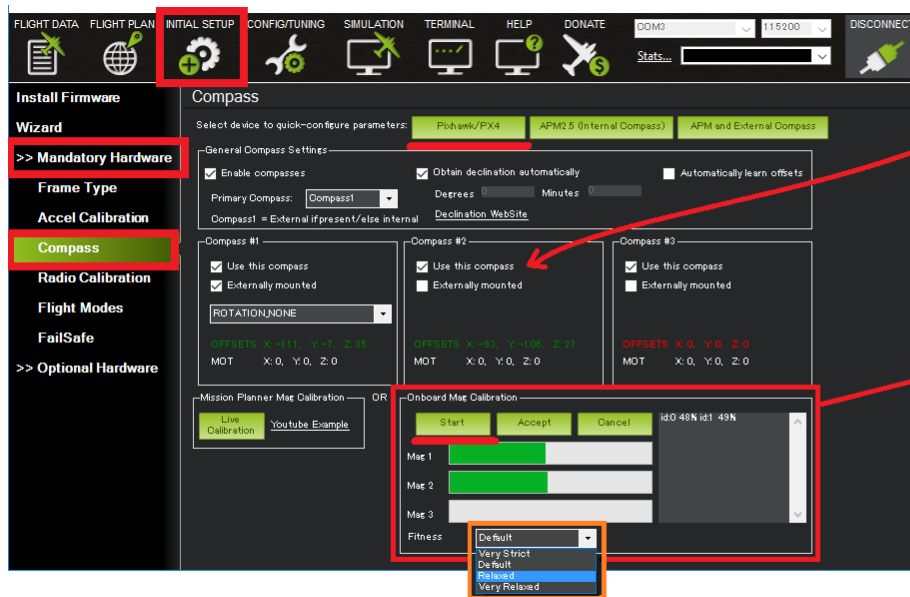 FLIGHT DATA FLIGHT PLAN INITIAL SETUP CONFIG/TUNING SIMULATION TERMINAL HELP DONATE COM3 115200 DISCONNECT
Stats...
Install Firmware
Wizard
>> Mandatory Hardware
Frame Type
Accel Calibration
Compass
Radio Calibration
Flight Modes
FailSafe
>> Optional Hardware
Compass
Select device to quick-configure parameters: Pixhawk/PX4 APM2.5 (Internal Compass) APM and External Compass
General Compass Settings
Enable compasses Obtain declination automatically Automatically learn offsets
Primary Compass: Compass1 Degrees 0 Minutes 0
Compass1 = External if present/else internal Declination WebSite
Compass #1 Compass #2 Compass #3
Use this compass Use this compass Use this compass
Externally mounted Externally mounted Externally mounted
ROTATION_NONE
OFFSETS X: -111, Y: -7, Z: 35 OFFSETS X: -93, Y: -106, Z: 27 OFFSETS X: 0, Y: 0, Z: 0
MOT X: 0, Y: 0, Z: 0 MOT X: 0, Y: 0, Z: 0 MOT X: 0, Y: 0, Z: 0
Mission Planner Mag Calibration OR Onboard Mag Calibration
Live Calibration Youtube Example
Start Accept Cancel id:0 48% id:1 49%
Mag 1
Mag 2
Mag 3
Fitness Default
Very Strict
Default
Relaxed
Very Relaxed